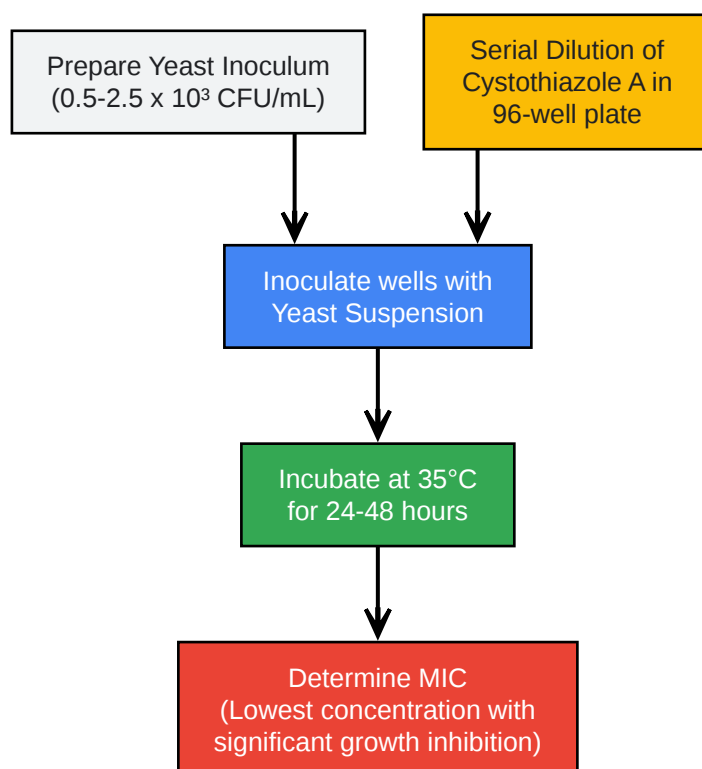 Prepare Yeast Inoculum
(0.5-2.5 x 10³ CFU/mL)
Serial Dilution of
Cystothiazole A in
96-well plate
Inoculate wells with
Yeast Suspension
Incubate at 35°C
for 24-48 hours
Determine MIC
(Lowest concentration with
significant growth inhibition)